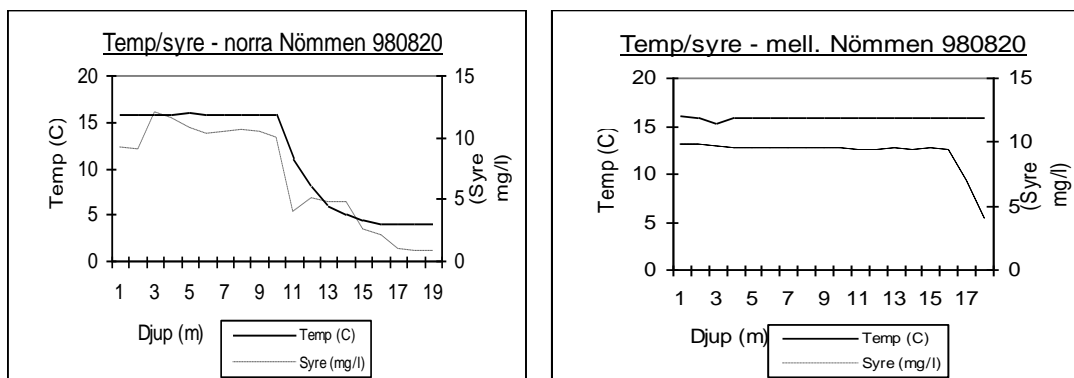 Temp/syre - norra Nömmen 980820
20
15
10
5
0
Temp (C)
15
10
5
0
(Syre
mg/l)
1 3 5 7 9 11 13 15 17 19
Djup (m)
Temp (C)
Syre (mg/l)
Temp/syre - mell. Nömmen 980820
20
15
10
5
0
Temp (C)
15
10
5
0
(Syre
mg/l)
1 3 5 7 9 11 13 15 17
Djup (m)
Temp (C)
Syre (mg/l)